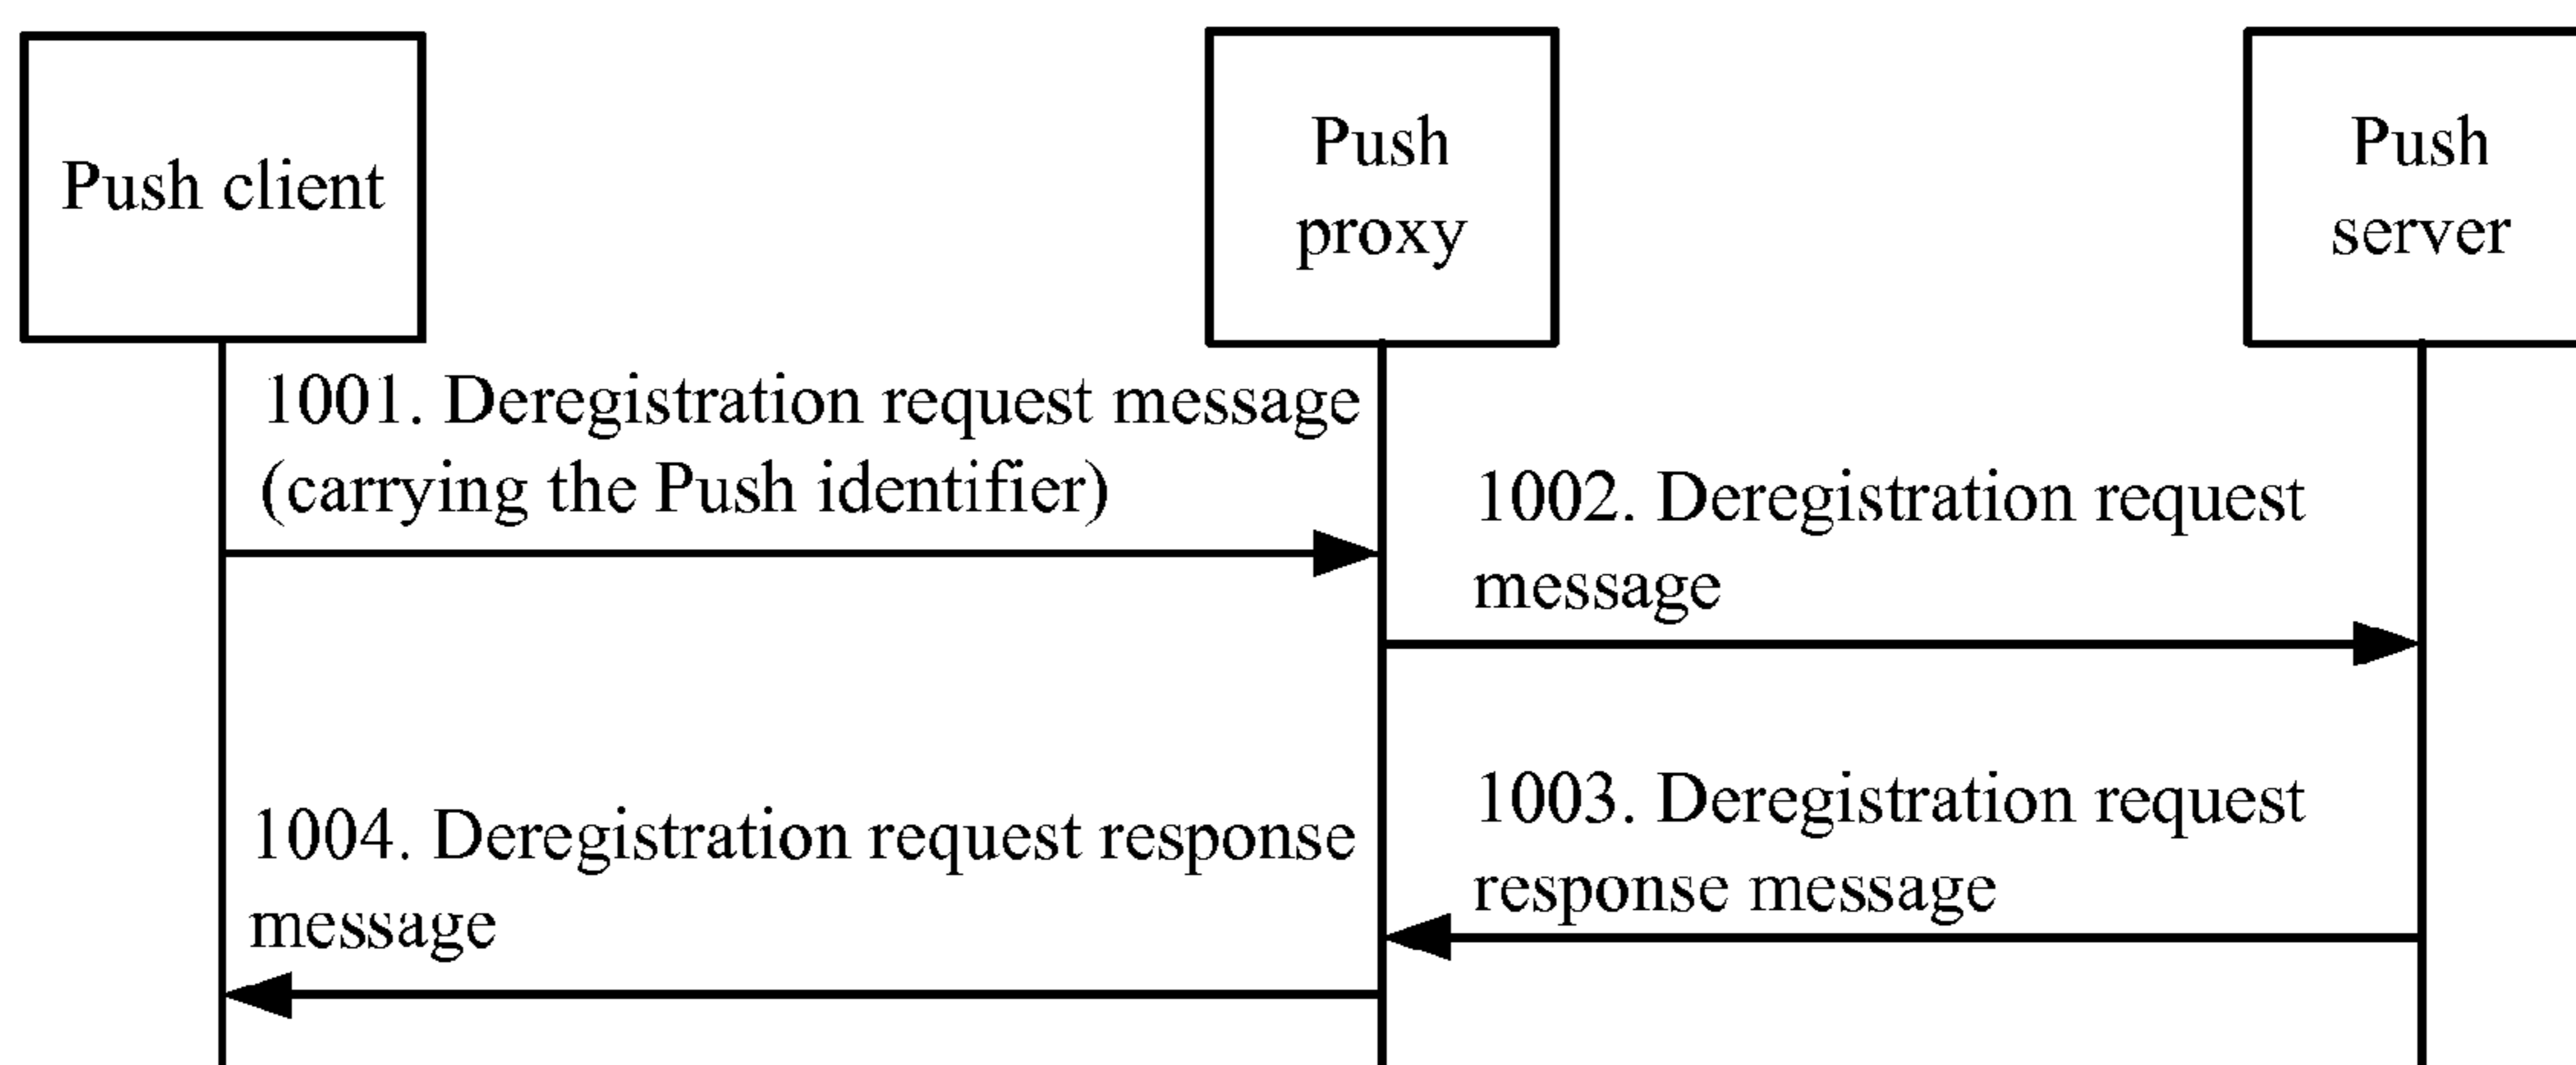 Push client
Push
proxy
Push
server
1001. Deregistration request message
(carrying the Push identifier)
1002. Deregistration request
message
1003. Deregistration request
response message
1004. Deregistration request response
message